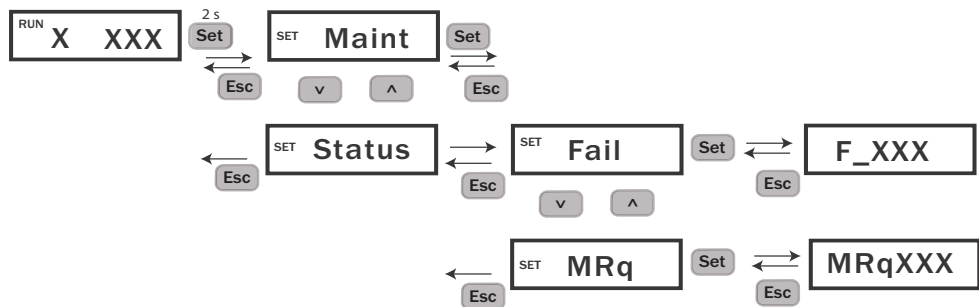 2 s
RUN X XXX Set SET Maint Set
Esc Esc
˅ ˄
SET Status SET Fail Set F_XXX
Esc Esc Esc
˅ ˄
SET MRq Set MRqXXX
Esc Esc